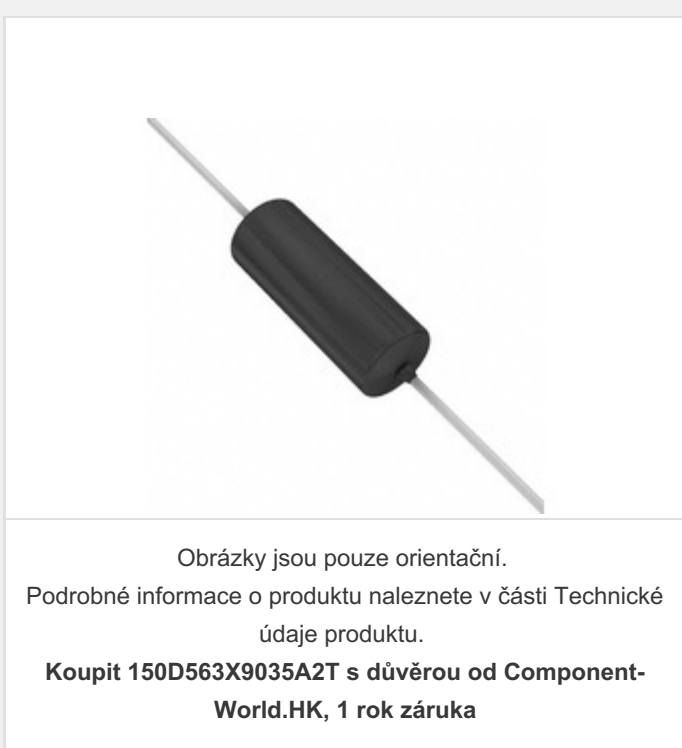 Obrázky jsou pouze orientační.
Podrobné informace o produktu naleznete v části Technické
údaje produktu.
Koupit 150D563X9035A2T s důvěrou od Component-
World.HK, 1 rok záruka